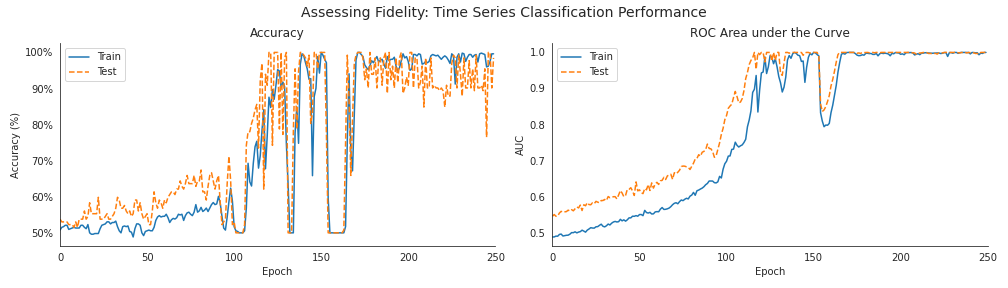 Assessing Fidelity: Time Series Classification Performance
Accuracy
Train
Test
Accuracy (%)
100%
90%
80%
70%
60%
50%
0
50
100
150
200
250
Epoch
ROC Area under the Curve
Train
Test
AUC
1.0
0.9
0.8
0.7
0.6
0.5
0
50
100
150
200
250
Epoch